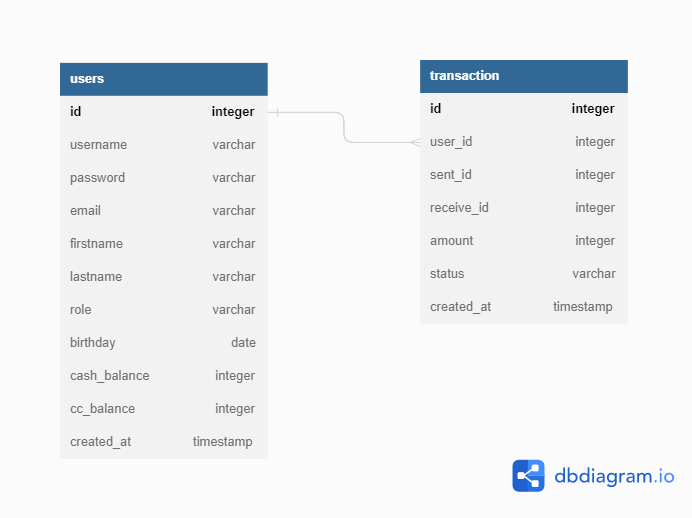 users
id integer
username varchar
password varchar
email varchar
firstname varchar
lastname varchar
role varchar
birthday date
cash_balance integer
cc_balance integer
created_at timestamp
transaction
id integer
user_id integer
sent_id integer
receive_id integer
amount integer
status varchar
created_at timestamp
dbdiagram.io